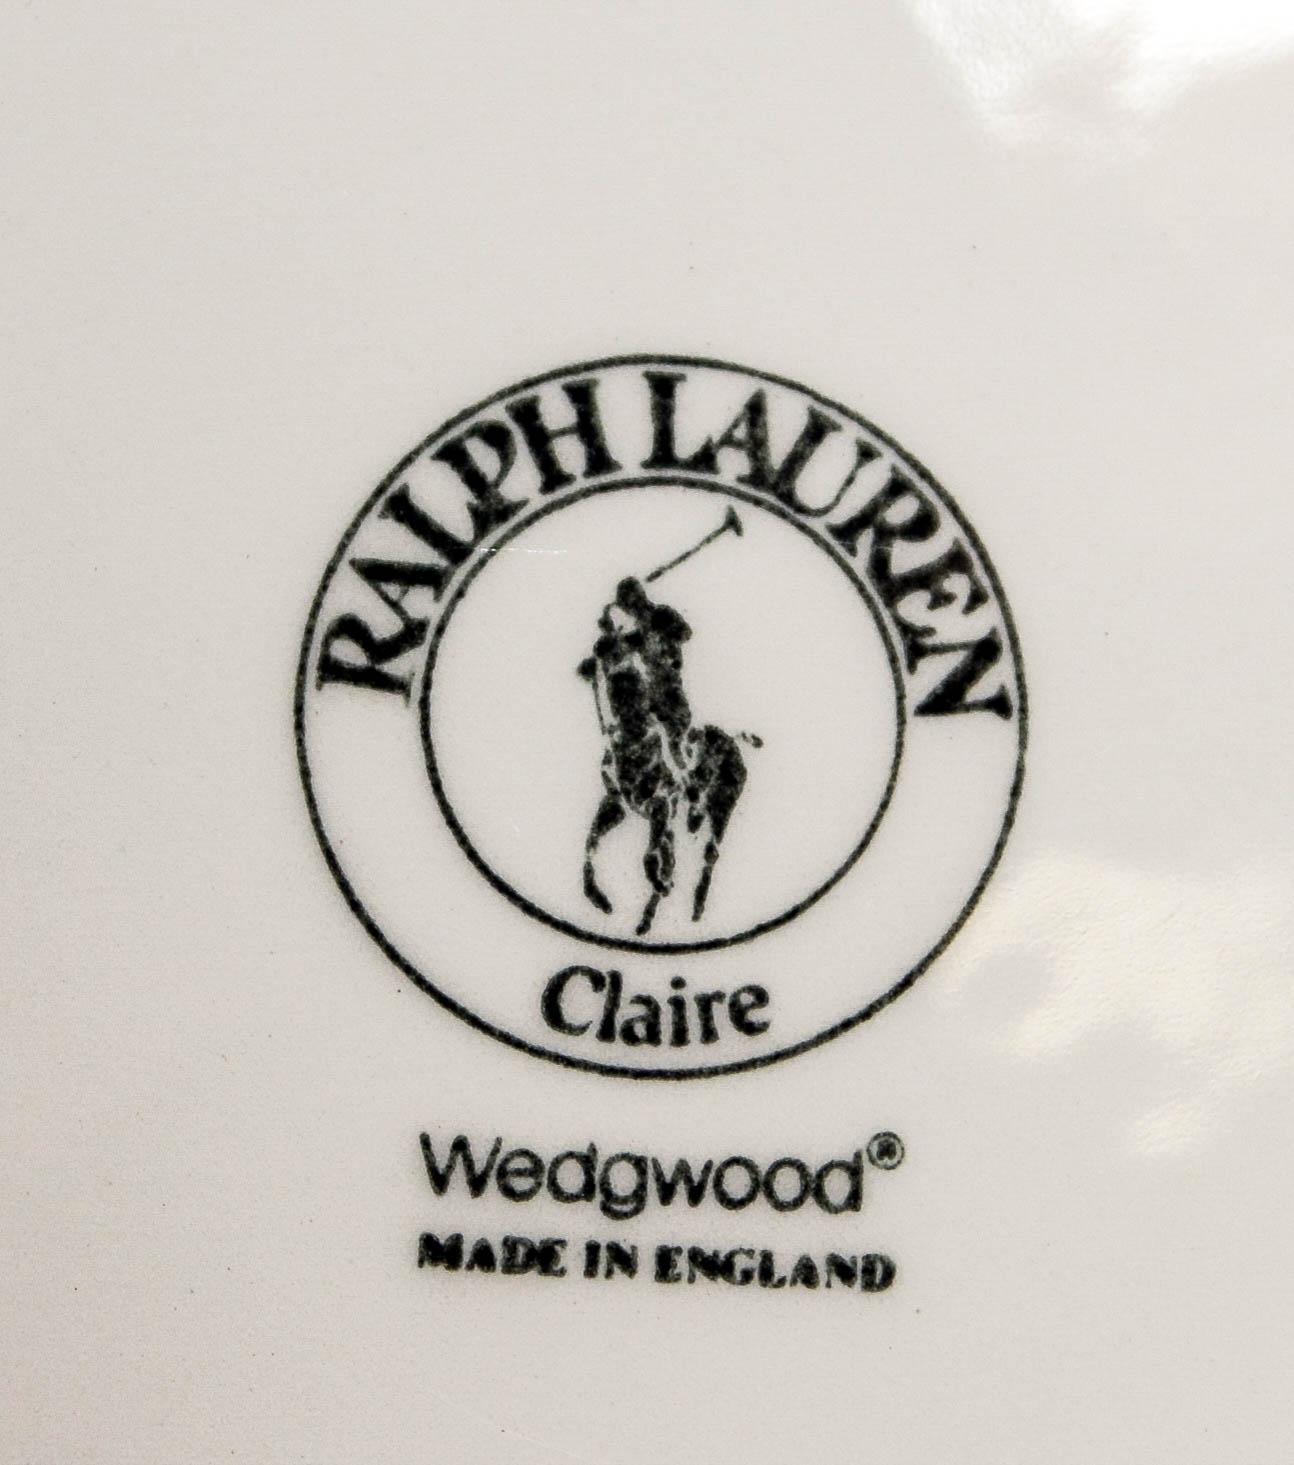 RALPH LAUREN
Claire
Wedgwood®
MADE IN ENGLAND